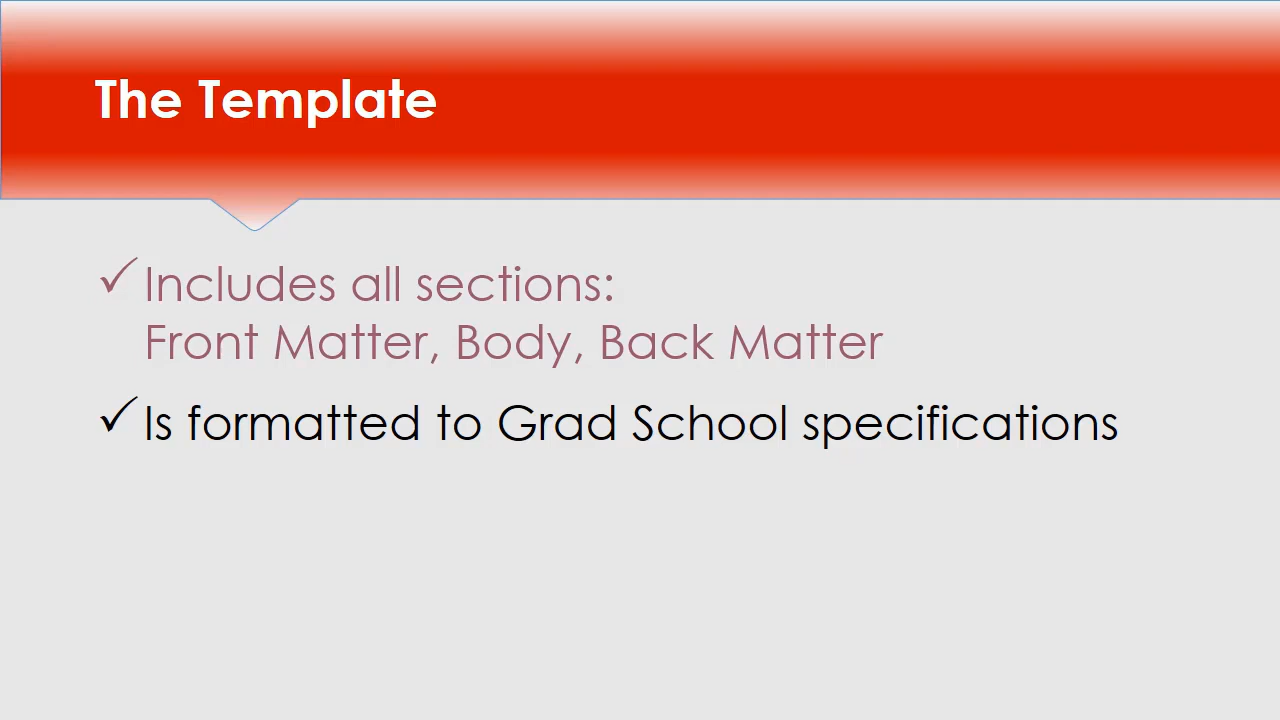 The Template
✓ Includes all sections:
Front Matter, Body, Back Matter
✓ Is formatted to Grad School specifications